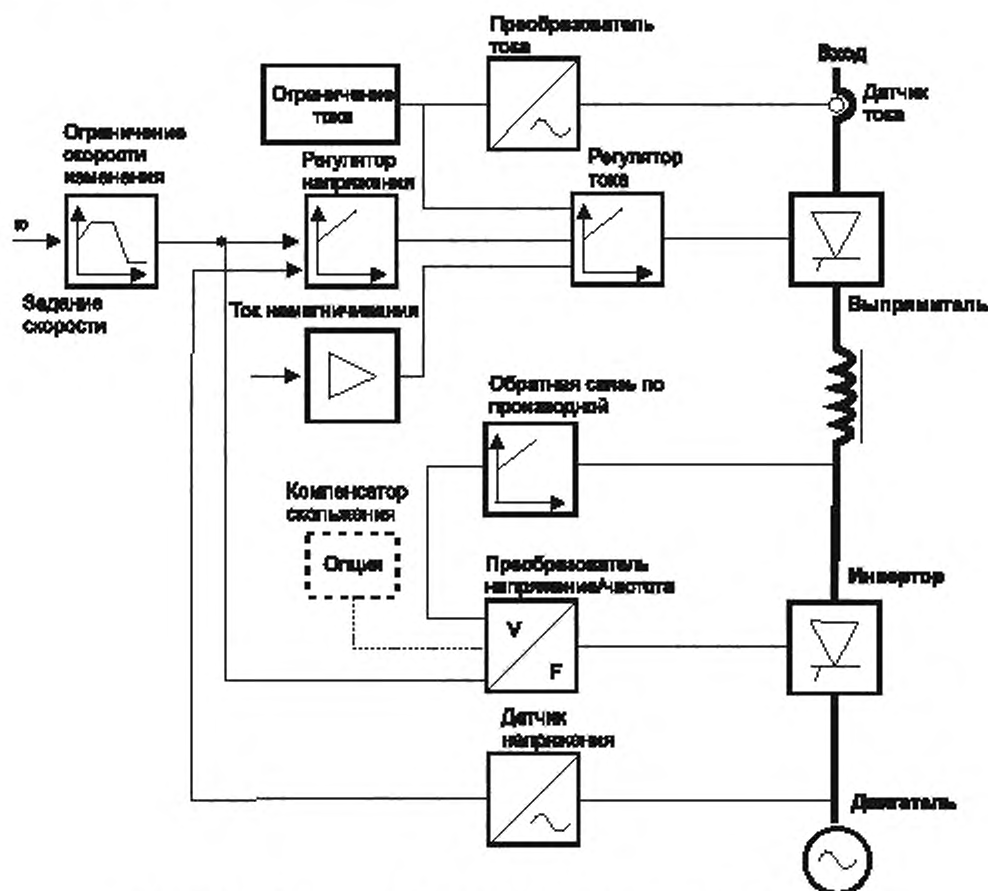 Преобразователь
тока
Вход
Ограничение
тока
Датчик
тока
Ограничение
скорости
изменения
Регулятор
напряжения
Регулятор
тока
Задание
скорости
Ток намагничивания
Выпрямитель
Обратная связь по
производной
Компенсатор
скольжения
Опция
Преобразователь
напряжение/частота
Инвертор
V
F
Датчик
напряжения
Двигатель